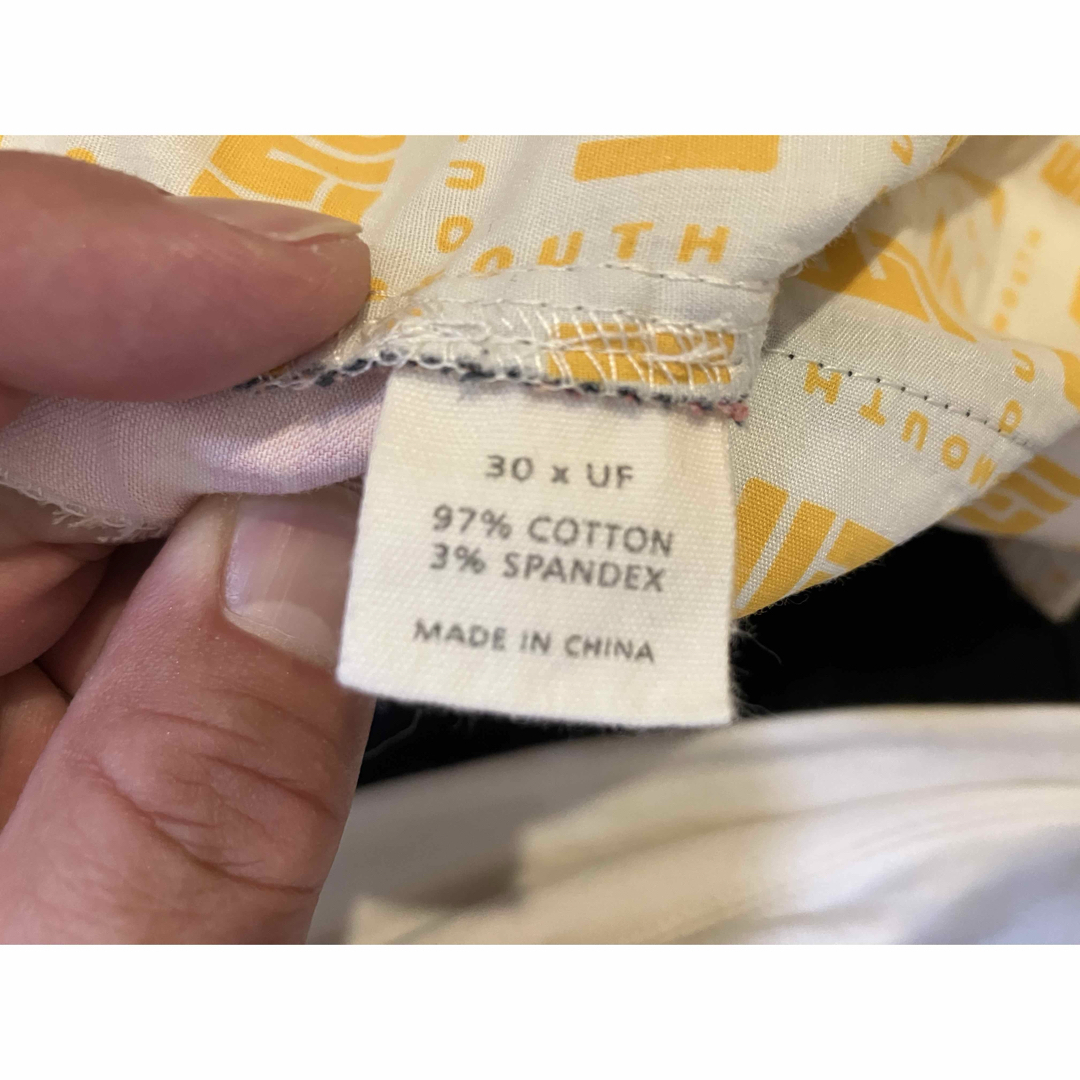 MOUTH
MOUTH
30 x UF
97% COTTON
3% SPANDEX
MADE IN CHINA